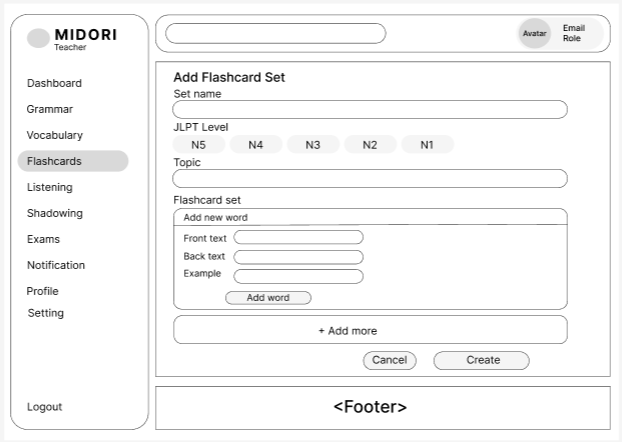 MIDORI
Teacher
Dashboard
Grammar
Vocabulary
Flashcards
Listening
Shadowing
Exams
Notification
Profile
Setting
Logout
Avatar
Email
Role
Add Flashcard Set
Set name
JLPT Level
N5 N4 N3 N2 N1
Topic
Flashcard set
Add new word
Front text
Back text
Example
Add word
+ Add more
Cancel Create
<Footer>